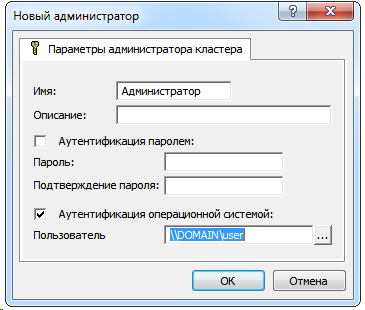 Новый администратор
Параметры администратора кластера
Имя: Администратор
Описание:
Аутентификация паролем:
Пароль:
Подтверждение пароля:
Аутентификация операционной системой:
Пользователь \\DOMAIN\user ...
OK Отмена